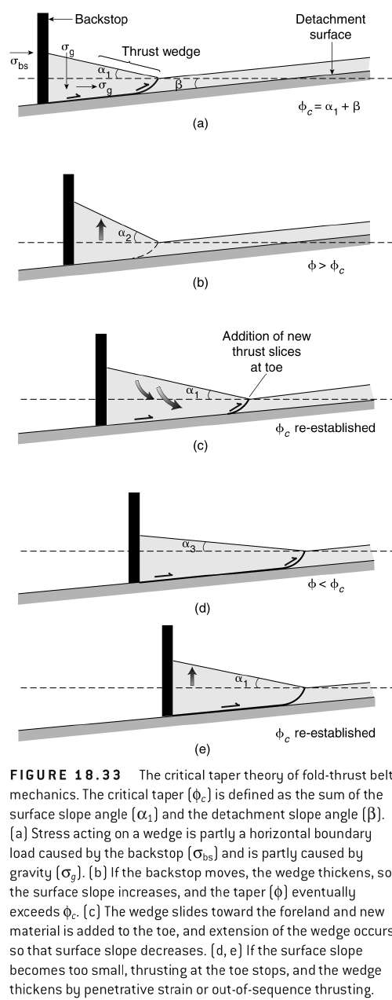 Backstop
Detachment
surface
σg
Thrust wedge
σbs
α1
σg
β
ϕc = α1 + β
(a)
α2
ϕ > ϕc
(b)
Addition of new
thrust slices
at toe
α1
ϕc re-established
(c)
α3
ϕ < ϕc
(d)
α1
ϕc re-established
(e)
FIGURE 18.33 The critical taper theory of fold-thrust belt
mechanics. The critical taper (ϕc) is defined as the sum of the
surface slope angle (α1) and the detachment slope angle (β).
(a) Stress acting on a wedge is partly a horizontal boundary
load caused by the backstop (σbs) and is partly caused by
gravity (σg). (b) If the backstop moves, the wedge thickens, so
the surface slope increases, and the taper (ϕ) eventually
exceeds ϕc. (c) The wedge slides toward the foreland and new
material is added to the toe, and extension of the wedge occurs
so that surface slope decreases. (d, e) If the surface slope
becomes too small, thrusting at the toe stops, and the wedge
thickens by penetrative strain or out-of-sequence thrusting.